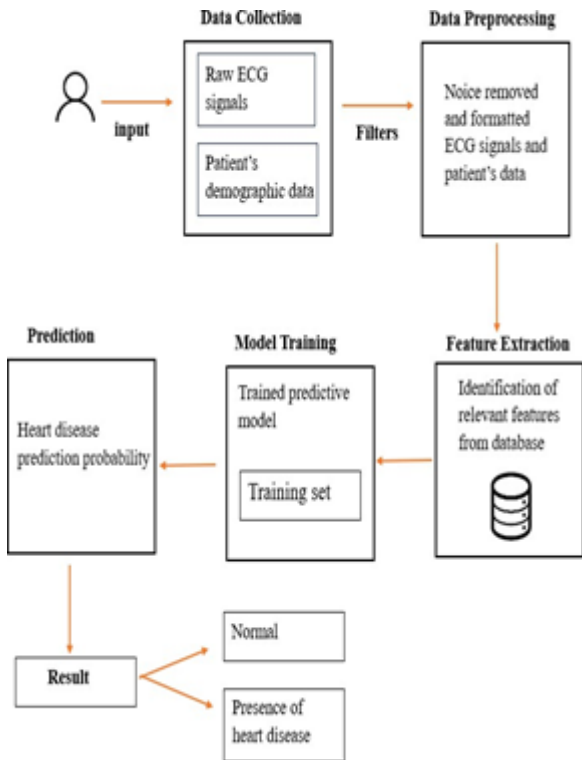 Data Collection
Data Preprocessing
Raw ECG
signals
input
Patient's
demographic data
Filters
Noice removed
and formatted
ECG signals and
patient's data
Feature Extraction
Identification of
relevant features
from database
Model Training
Trained predictive
model
Training set
Prediction
Heart disease
prediction probability
Result
Normal
Presence of
heart disease